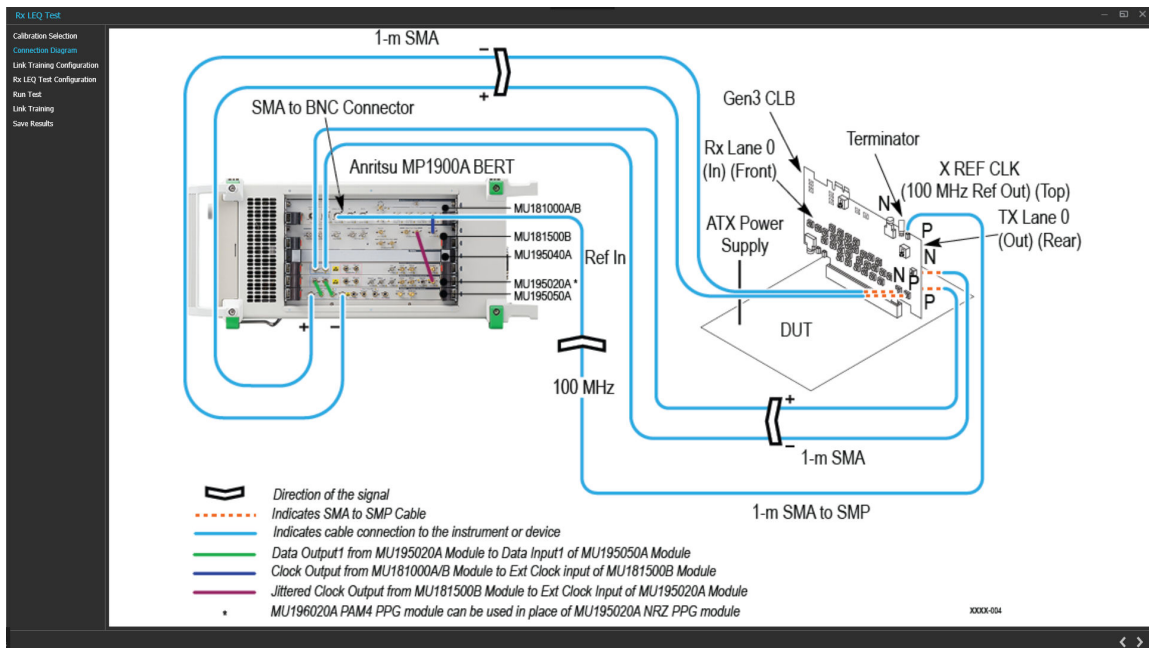 Rx LEQ Test
Calibration Selection
Connection Diagram
Link Training Configuration
Rx LEQ Test Configuration
Run Test
Link Training
Save Results
1-m SMA
−
+
SMA to BNC Connector
Anritsu MP1900A BERT
MU181000A/B
MU181500B
MU195040A
MU195020A *
MU195050A
Ref In
+
−
100 MHz
Gen3 CLB
Rx Lane 0
(In) (Front)
Terminator
X REF CLK
(100 MHz Ref Out) (Top)
TX Lane 0
(Out) (Rear)
N
P
N
N
P
P
ATX Power
Supply
DUT
+
−
1-m SMA
1-m SMA to SMP
Direction of the signal
Indicates SMA to SMP Cable
Indicates cable connection to the instrument or device
Data Output1 from MU195020A Module to Data Input1 of MU195050A Module
Clock Output from MU181000A/B Module to Ext Clock input of MU181500B Module
Jittered Clock Output from MU181500B Module to Ext Clock Input of MU195020A Module
* MU196020A PAM4 PPG module can be used in place of MU195020A NRZ PPG module
XXXX-004